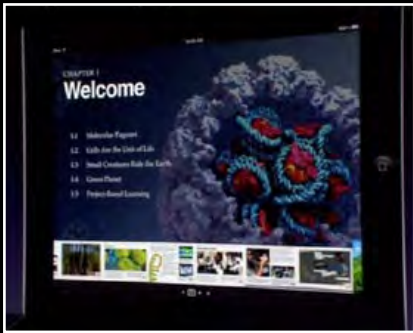 CHAPTER 1
Welcome
1.1 Molecular Pageant
1.2 Cells Are the Unit of Life
1.3 Small Creatures Rule the Earth
1.4 Green Planet
1.5 Project-Based Learning